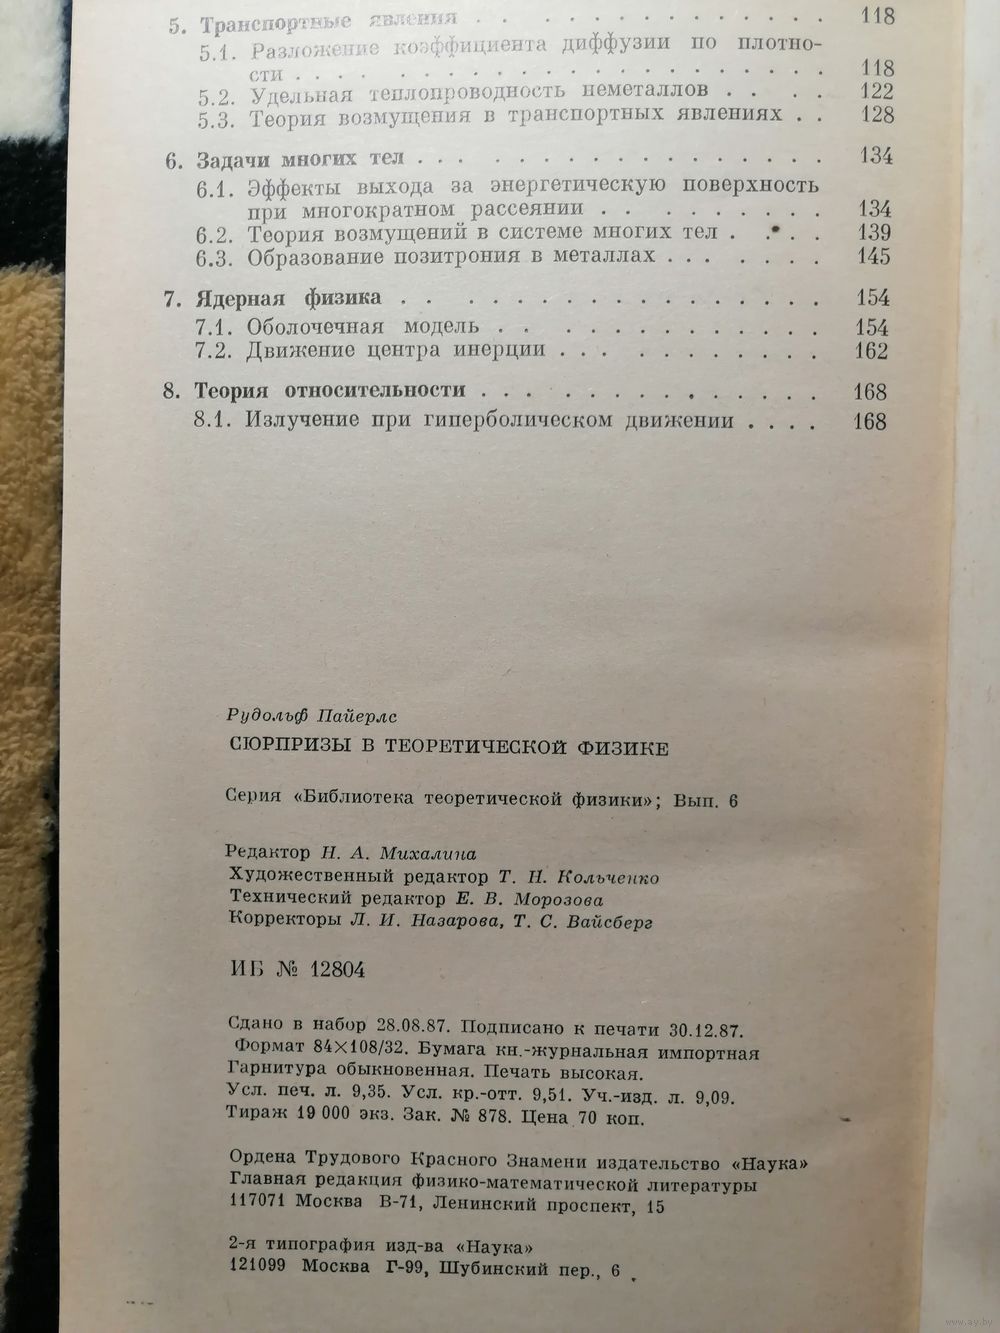 5. Транспортные явления . . . . . . . . . . . . . . . 118
5.1. Разложение коэффициента диффузии по плотно-
сти . . . . . . . . . . . . . . . . . . . . . . 118
5.2. Удельная теплопроводность неметаллов . . . . 122
5.3. Теория возмущения в транспортных явлениях . . 128
6. Задачи многих тел . . . . . . . . . . . . . . . . . 134
6.1. Эффекты выхода за энергетическую поверхность
при многократном рассеянии . . . . . . . . . 134
6.2. Теория возмущений в системе многих тел . . . . 139
6.3. Образование позитрония в металлах . . . . . . . 145
7. Ядерная физика . . . . . . . . . . . . . . . . . 154
7.1. Оболочечная модель . . . . . . . . . . . . . 154
7.2. Движение центра инерции . . . . . . . . . . . 162
8. Теория относительности . . . . . . . . . . . . . . 168
8.1. Излучение при гиперболическом движении . . . . 168
Рудольф Пайерлс
СЮРПРИЗЫ В ТЕОРЕТИЧЕСКОЙ ФИЗИКЕ
Серия «Библиотека теоретической физики»; Вып. 6
Редактор Н. А. Михалина
Художественный редактор Т. Н. Кольченко
Технический редактор Е. В. Морозова
Корректоры Л. И. Назарова, Т. С. Вайсберг
ИБ № 12804
Сдано в набор 28.08.87. Подписано к печати 30.12.87.
Формат 84×108/32. Бумага кн.-журнальная импортная
Гарнитура обыкновенная. Печать высокая.
Усл. печ. л. 9,35. Усл. кр.-отт. 9,51. Уч.-изд. л. 9,09.
Тираж 19 000 экз. Зак. № 878. Цена 70 коп.
Ордена Трудового Красного Знамени издательство «Наука»
Главная редакция физико-математической литературы
117071 Москва В-71, Ленинский проспект, 15
2-я типография изд-ва «Наука»
121099 Москва Г-99, Шубинский пер., 6
www.ay.by